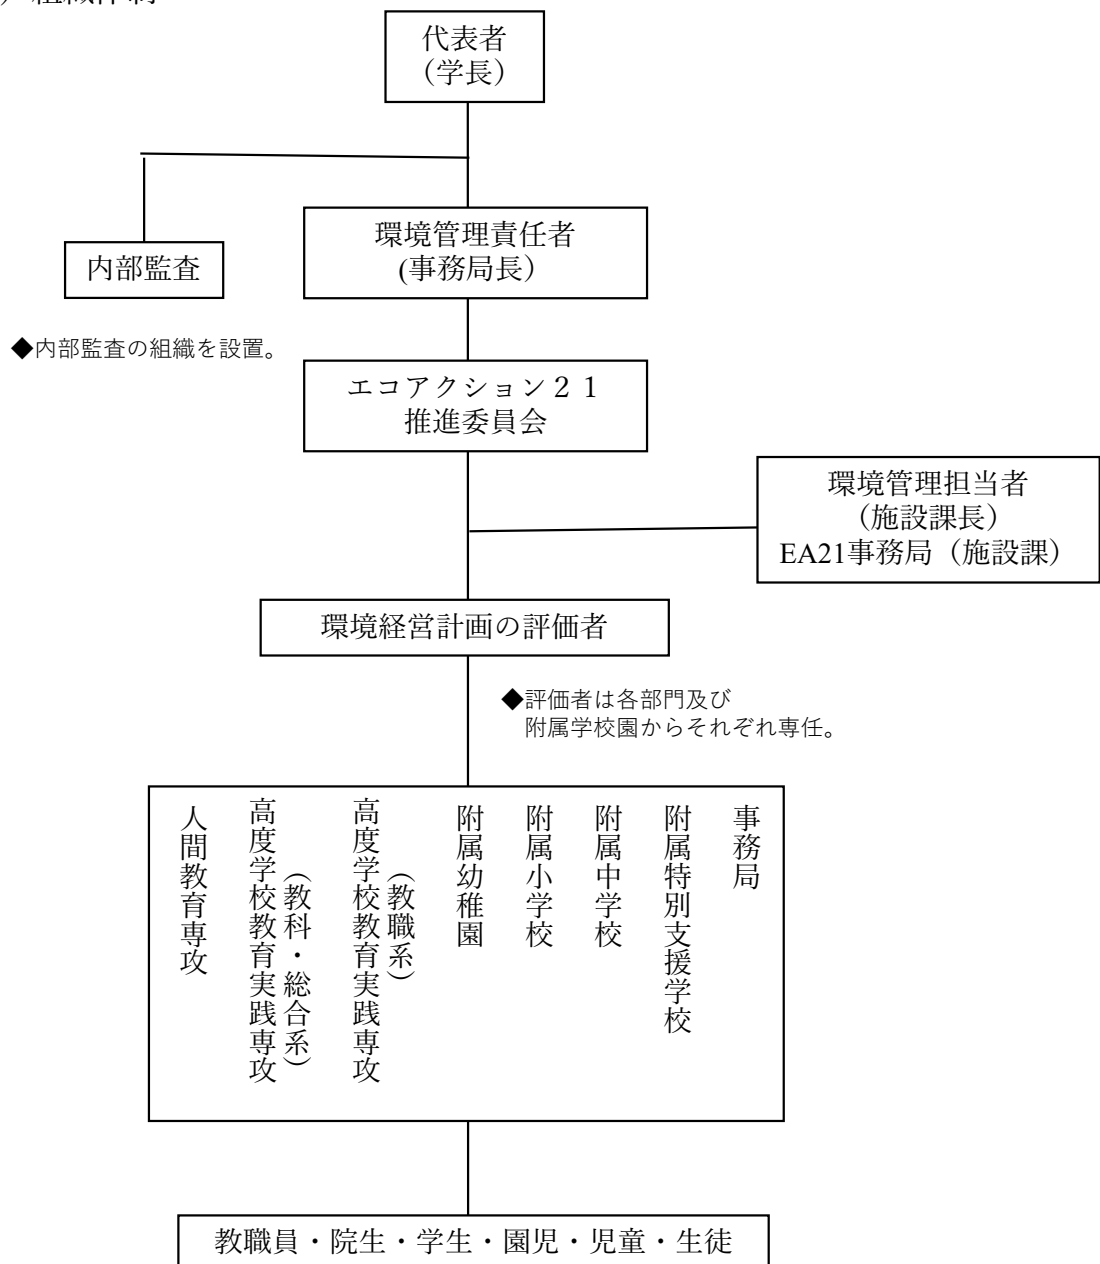 代表者
（学長）
環境管理責任者
(事務局長）
内部監査
◆内部監査の組織を設置。
エコアクション２１
推進委員会
環境管理担当者
（施設課長）
EA21事務局（施設課）
環境経営計画の評価者
◆評価者は各部門及び
附属学校園からそれぞれ専任。
人間教育専攻
高度学校教育実践専攻
（教科・総合系）
高度学校教育実践専攻
（教職系）
附属幼稚園
附属小学校
附属中学校
附属特別支援学校
事務局
教職員・院生・学生・園児・児童・生徒